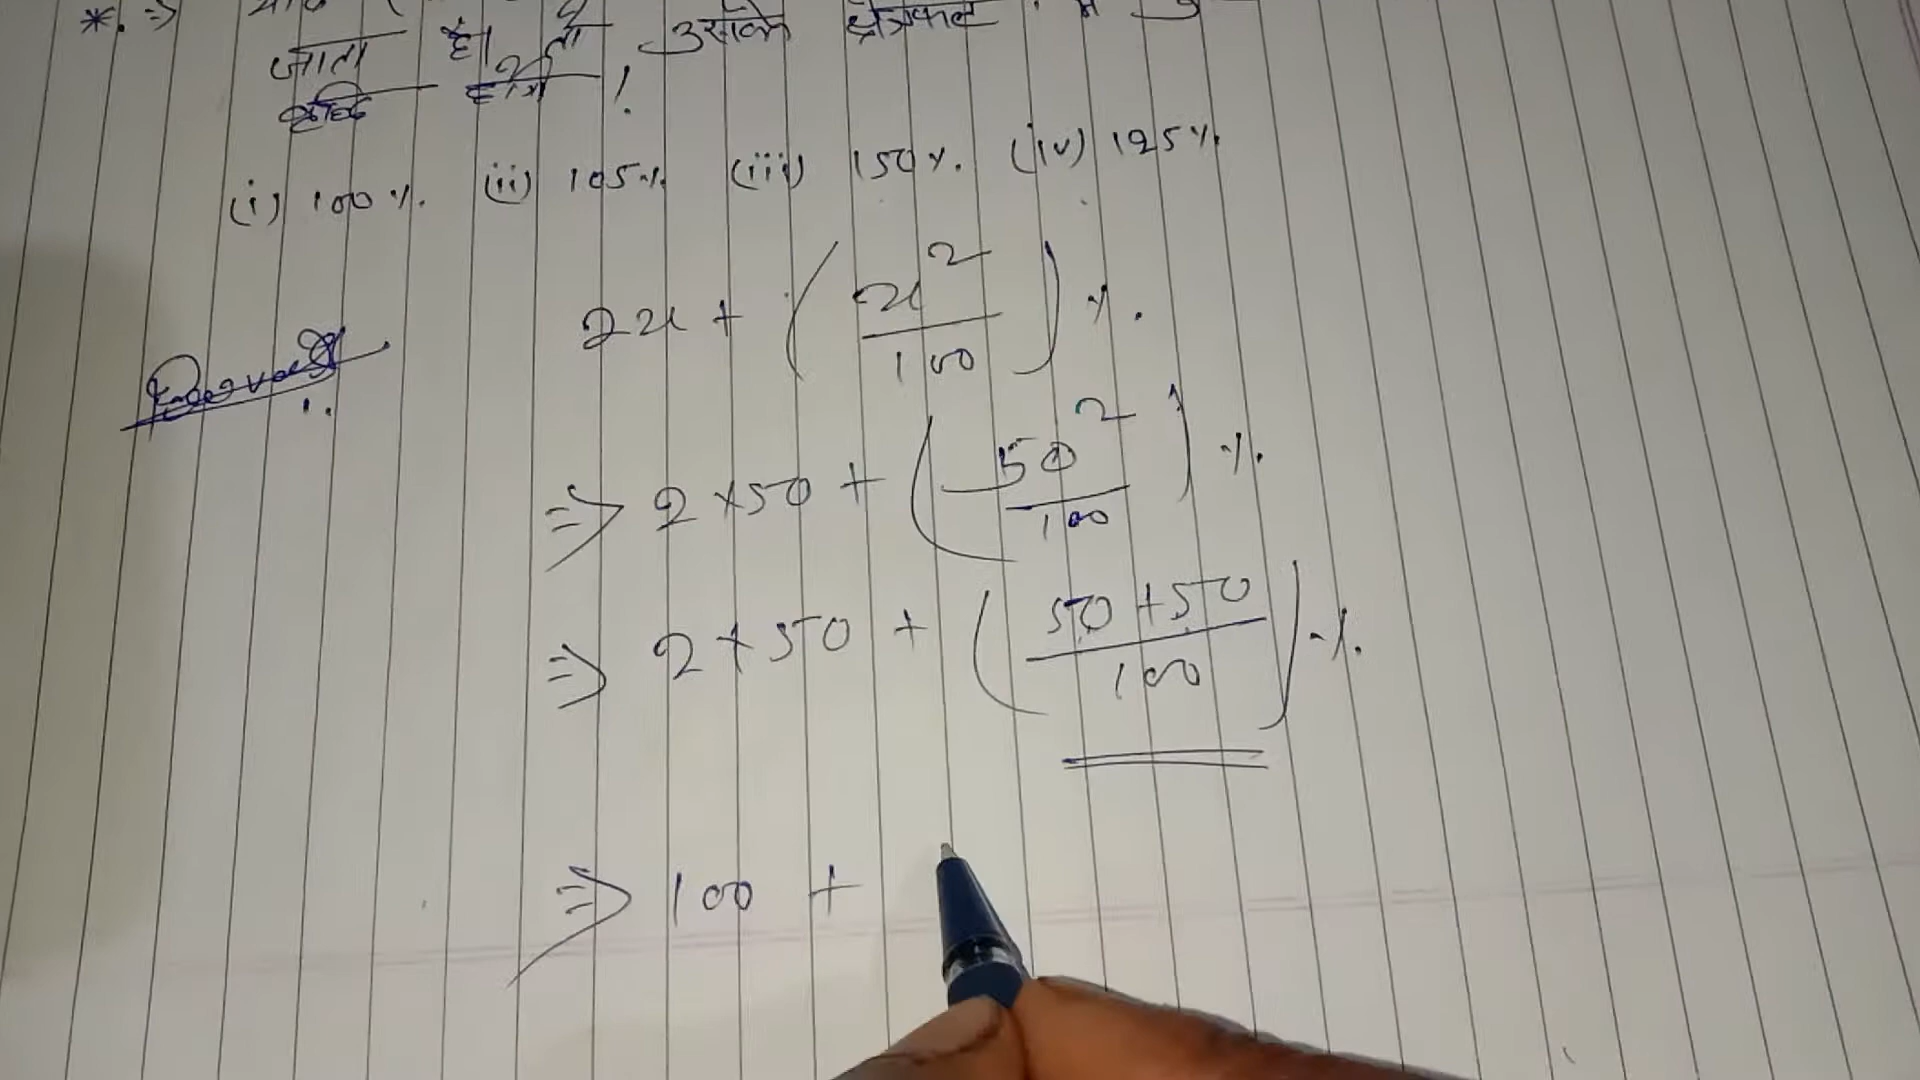 *. ⇒
जाता है। तो उसके क्षेत्रफल में
वृद्धि होगी !
(i) 100%. (ii) 105%. (iii) 150%. (iv) 125%.
2x + (x²/100) %.
⇒ 2×50 + (50²/100) %.
⇒ 2×50 + (50+50/100) %.
⇒ 100 +